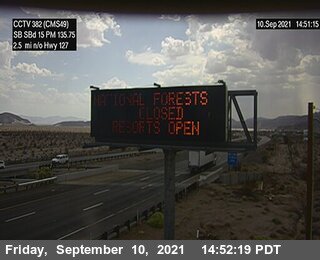 CCTV 382 (CMS49)
SB SBd 15 PM 135.75
2.5 mi n/o Hwy 127
10.Sep 2021 14:51:15
NATIONAL FORESTS
CLOSED
RESORTS OPEN
Friday, September 10, 2021 14:52:19 PDT